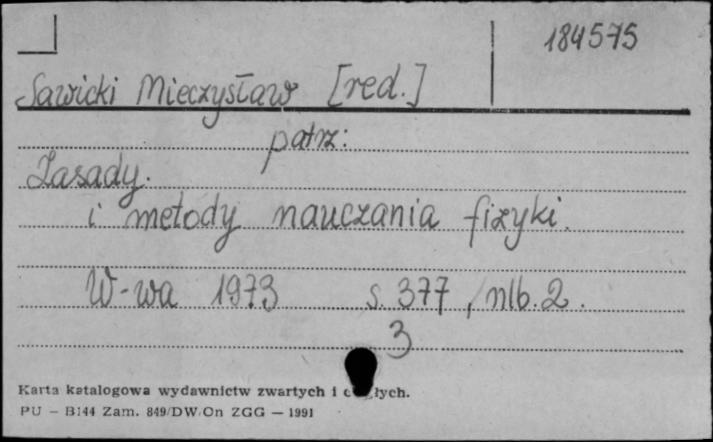 184575
Sawicki Mieczysław [red.]
patrz:
Zasady.
i metody nauczania fizyki.
W-wa 1973 s. 377, nlb. 2.
3
Karta katalogowa wydawnictw zwartych i
PU - B144 Zam. 849/DW/On ZGG - 1991